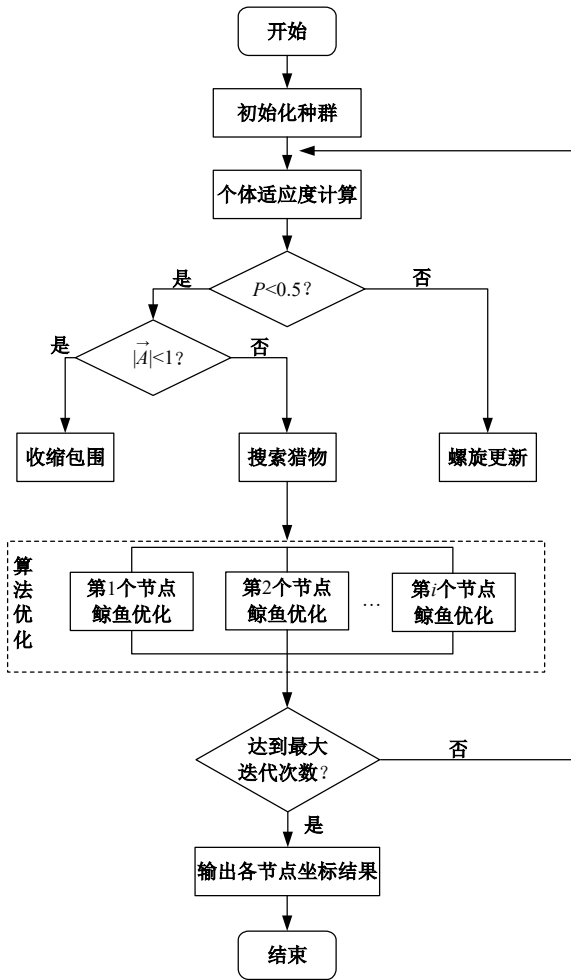 开始
初始化种群
个体适应度计算
是
P<0.5?
否
是
|A⃗|<1?
否
收缩包围
搜索猎物
螺旋更新
算法优化
第1个节点
鲸鱼优化
第2个节点
鲸鱼优化
…
第i个节点
鲸鱼优化
达到最大
迭代次数?
否
是
输出各节点坐标结果
结束